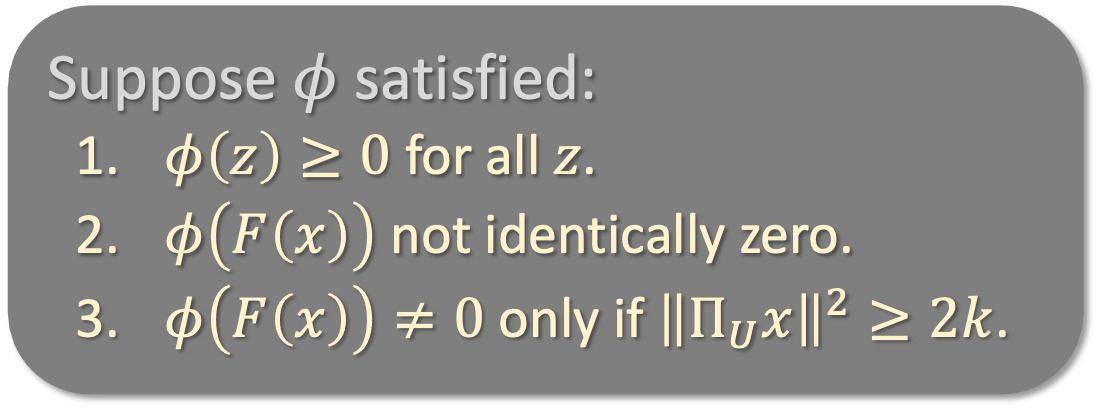 Suppose ϕ satisfied:
1. ϕ(z) ≥ 0 for all z.
2. ϕ(F(x)) not identically zero.
3. ϕ(F(x)) ≠ 0 only if ‖Π_U x‖² ≥ 2k.